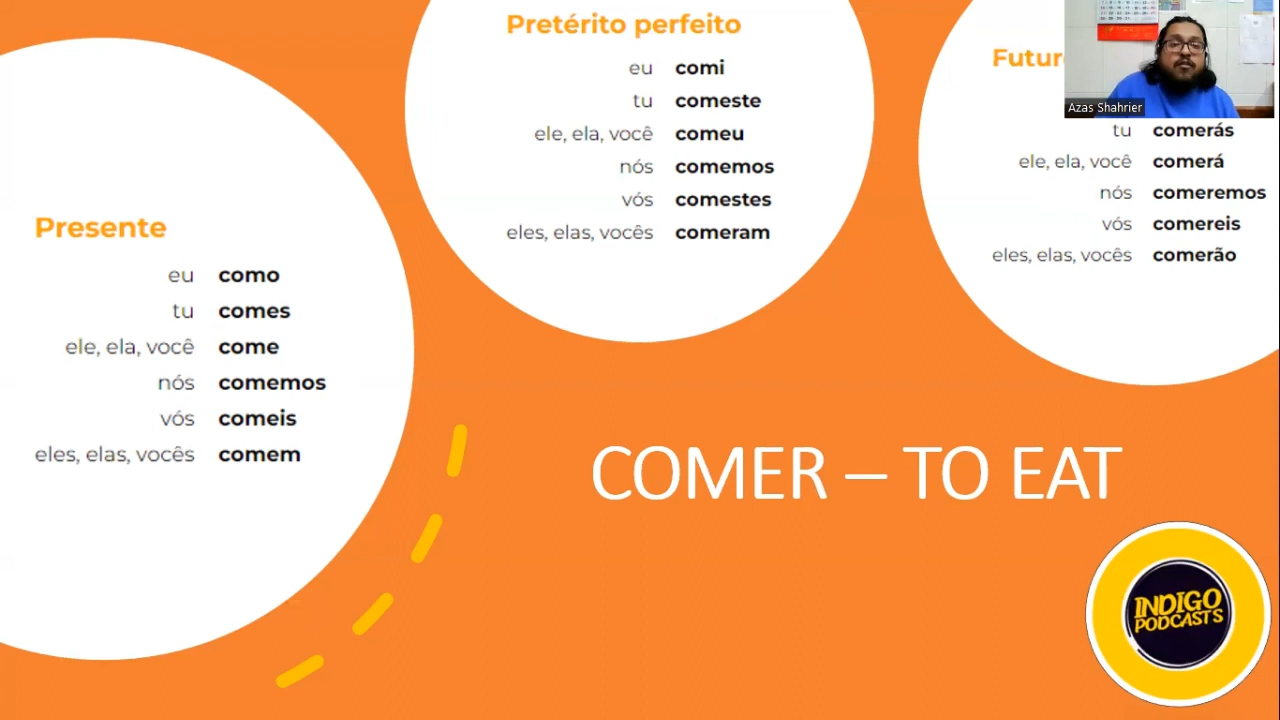 Presente
eu como
tu comes
ele, ela, você come
nós comemos
vós comeis
eles, elas, vocês comem
Pretérito perfeito
eu comi
tu comeste
ele, ela, você comeu
nós comemos
vós comestes
eles, elas, vocês comeram
Azas Shahrier
tu comerás
ele, ela, você comerá
nós comeremos
vós comereis
eles, elas, vocês comerão
COMER – TO EAT
INDIGO
PODCASTS